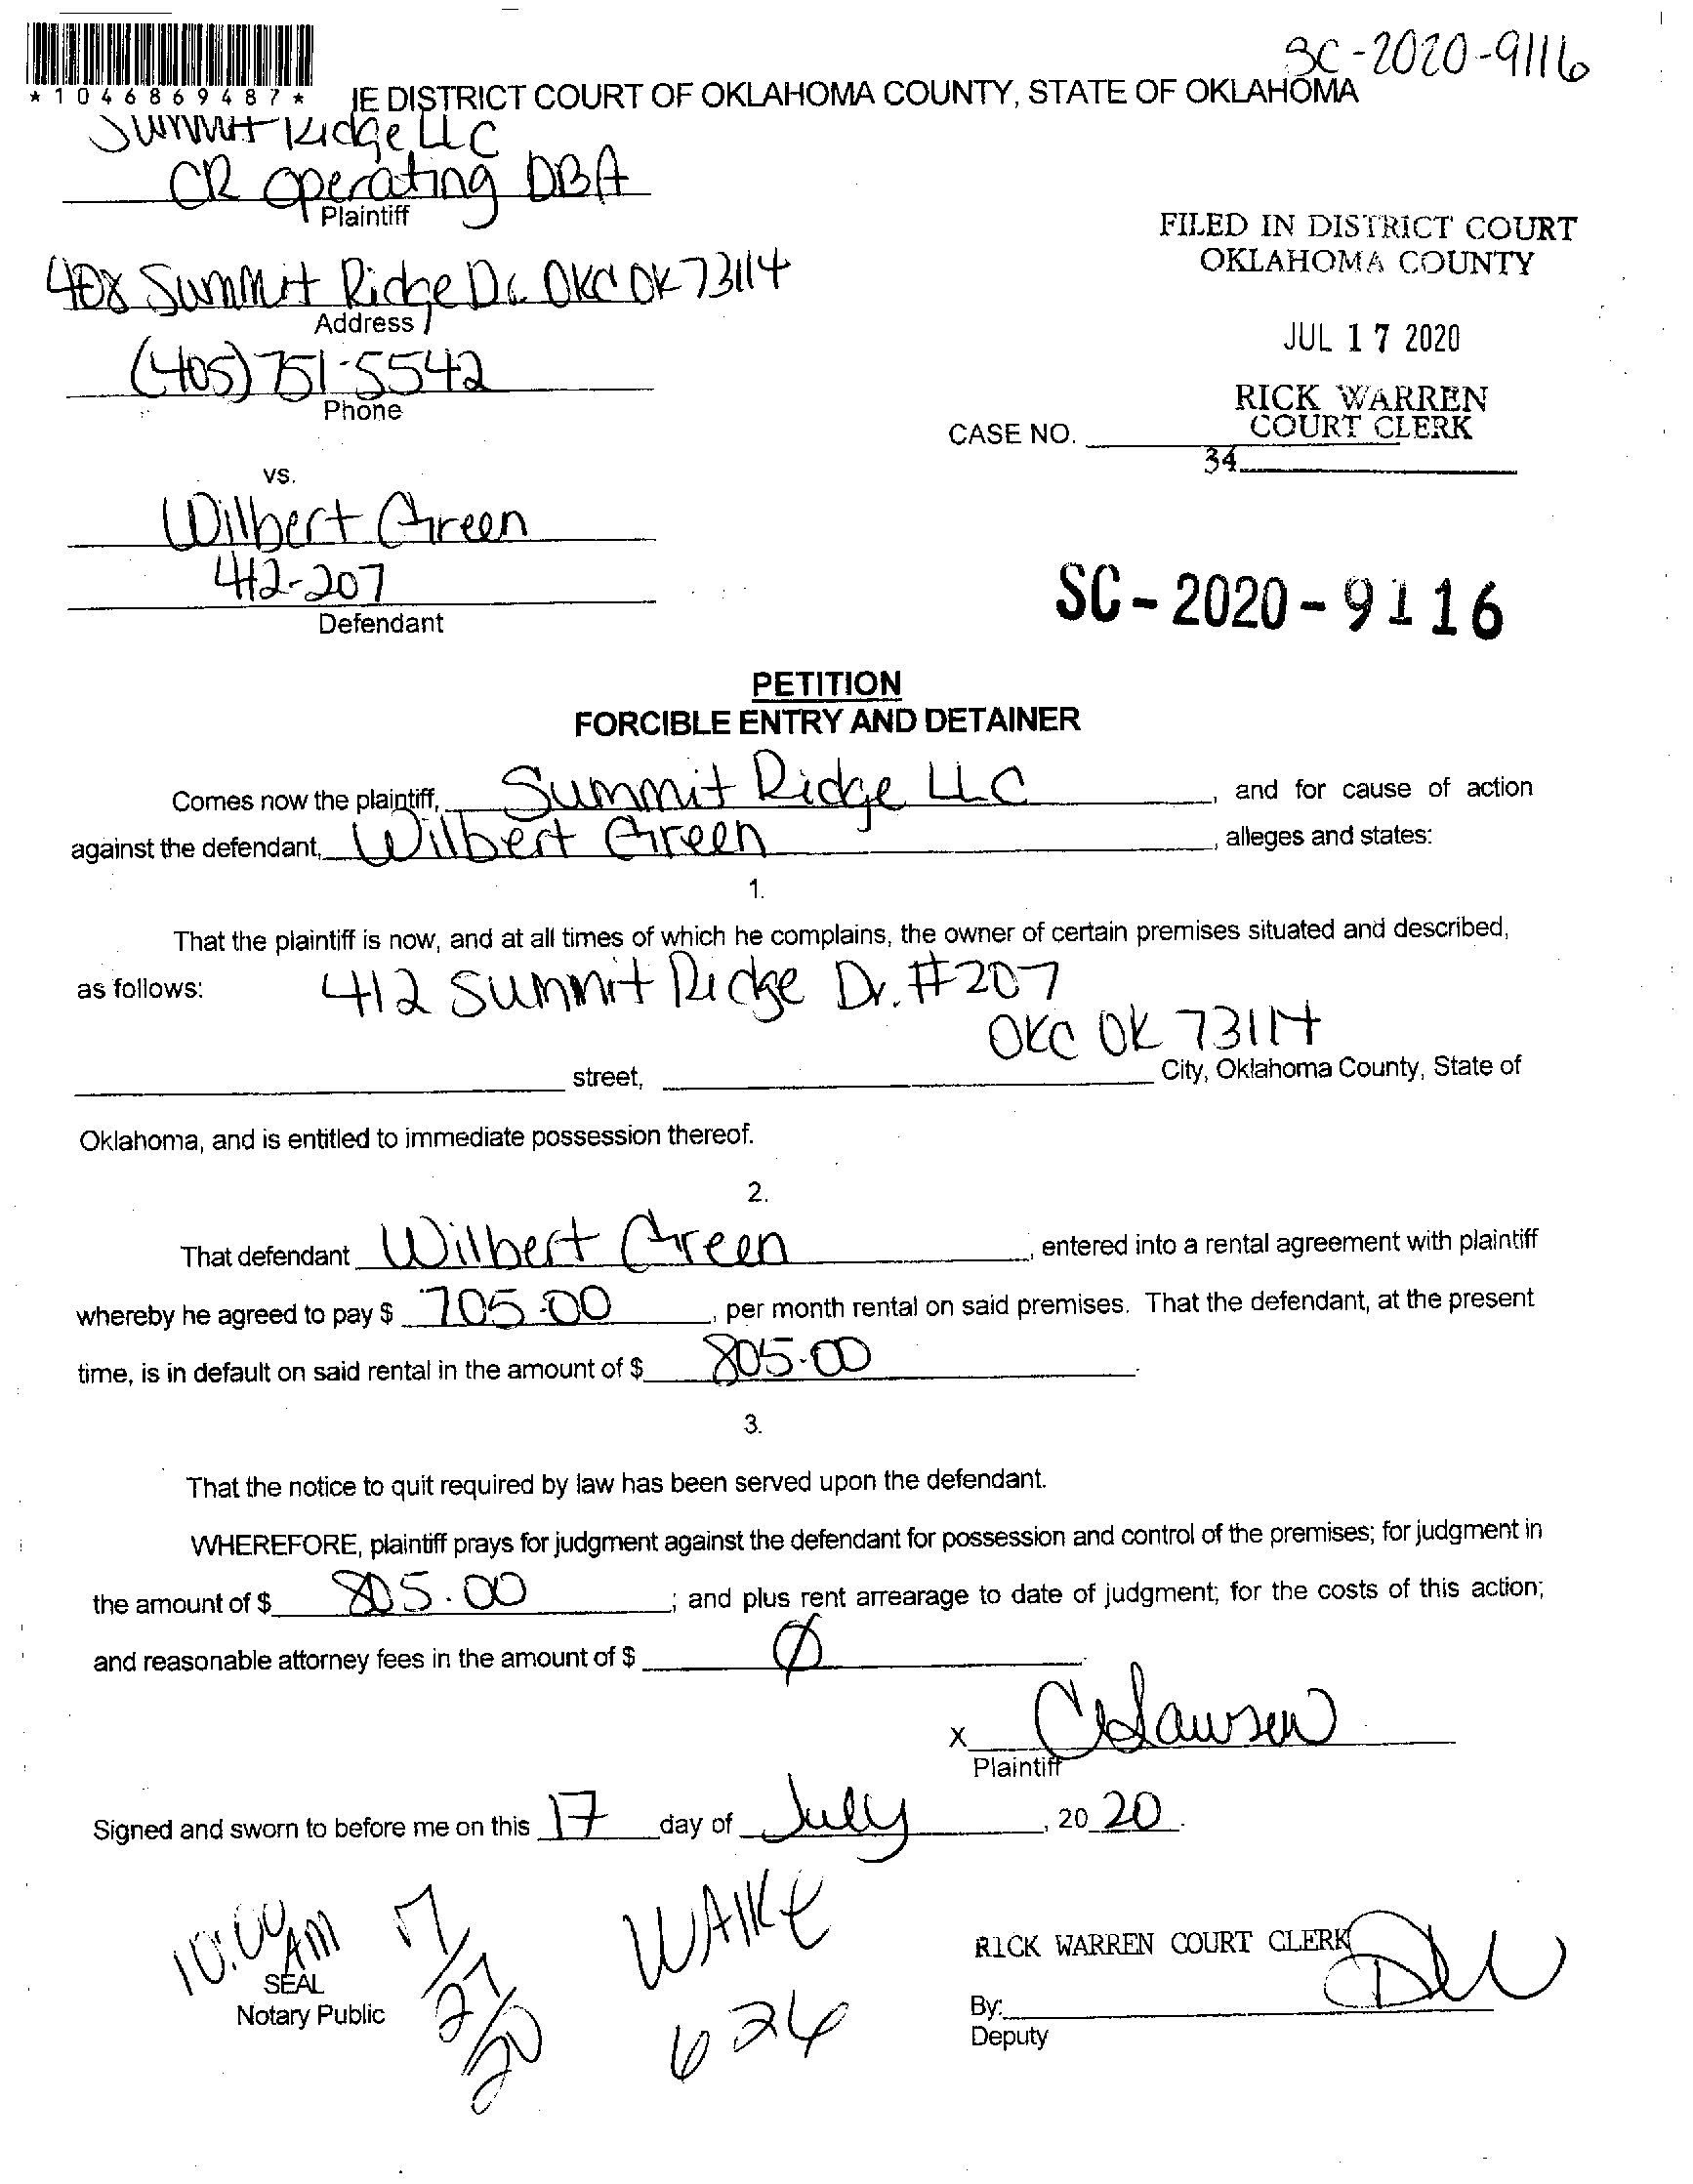 SC-2020-9116
*1046869487*
IE DISTRICT COURT OF OKLAHOMA COUNTY, STATE OF OKLAHOMA
Summit Ridge LLC
CR Operating DBA
Plaintiff
FILED IN DISTRICT COURT
OKLAHOMA COUNTY
408 Summit Ridge Dr. OKC OK 73114
Address
JUL 17 2020
(405) 751-5542
Phone
RICK WARREN
COURT CLERK
CASE NO.
34
vs.
Wilbert Green
412-207
Defendant
SC-2020-9116
PETITION
FORCIBLE ENTRY AND DETAINER
Comes now the plaintiff, Summit Ridge LLC, and for cause of action
against the defendant, Wilbert Green, alleges and states:
1.
That the plaintiff is now, and at all times of which he complains, the owner of certain premises situated and described,
as follows: 412 Summit Ridge Dr. #207
OKC OK 73114
street, City, Oklahoma County, State of
Oklahoma, and is entitled to immediate possession thereof.
2.
That defendant Wilbert Green, entered into a rental agreement with plaintiff
whereby he agreed to pay $ 705.00, per month rental on said premises. That the defendant, at the present
time, is in default on said rental in the amount of $ 805.00.
3.
That the notice to quit required by law has been served upon the defendant.
WHEREFORE, plaintiff prays for judgment against the defendant for possession and control of the premises; for judgment in
the amount of $ 805.00; and plus rent arrearage to date of judgment; for the costs of this action;
and reasonable attorney fees in the amount of $ Ø.
x CLawson
Plaintiff
Signed and sworn to before me on this 17 day of July, 2020.
10:00 AM 7/27/20
WAIKE
624
SEAL
Notary Public
RICK WARREN COURT CLERK
By:
Deputy